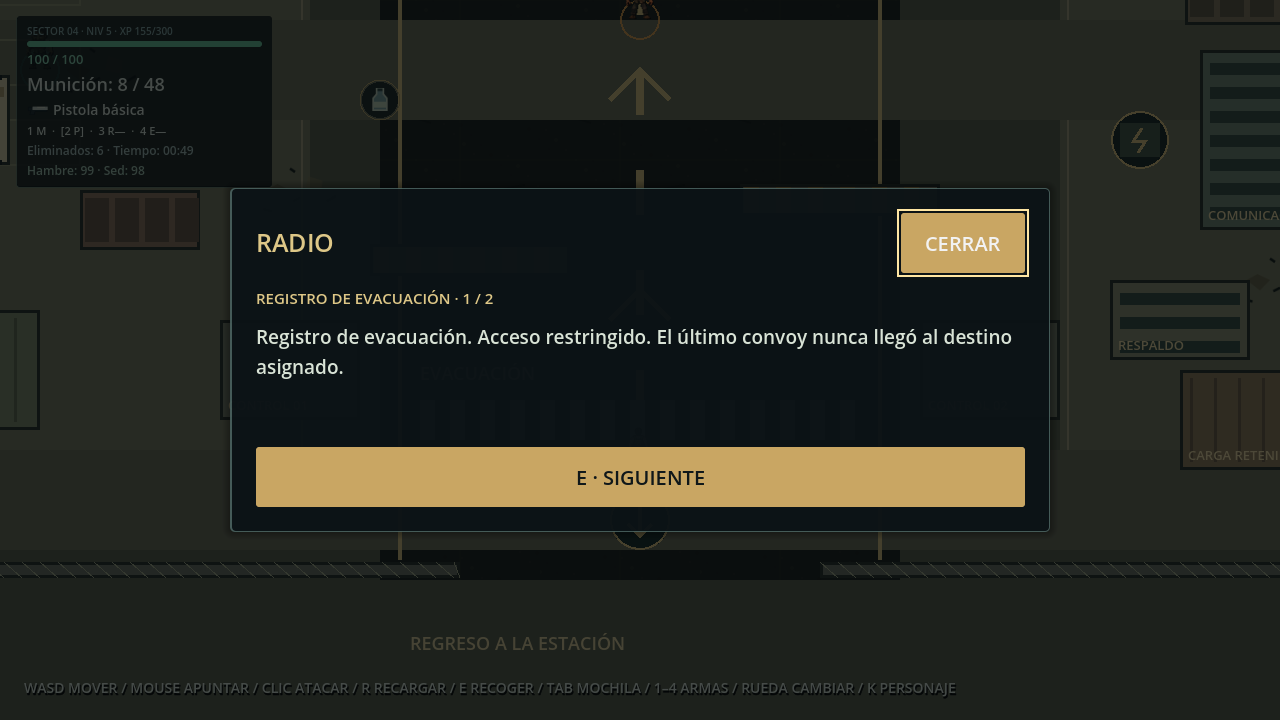 SECTOR 04 · NIV 5 · XP 155/300
100 / 100
Munición: 8 / 48
Pistola básica
1 M · [2 P] · 3 R— · 4 E—
Eliminados: 6 · Tiempo: 00:49
Hambre: 99 · Sed: 98
COMUNICA
RADIO
CERRAR
REGISTRO DE EVACUACIÓN · 1 / 2
Registro de evacuación. Acceso restringido. El último convoy nunca llegó al destino
asignado.
RESPALDO
EVACUACIÓN
CARGA RETENI
E · SIGUIENTE
REGRESO A LA ESTACIÓN
WASD MOVER / MOUSE APUNTAR / CLIC ATACAR / R RECARGAR / E RECOGER / TAB MOCHILA / 1–4 ARMAS / RUEDA CAMBIAR / K PERSONAJE